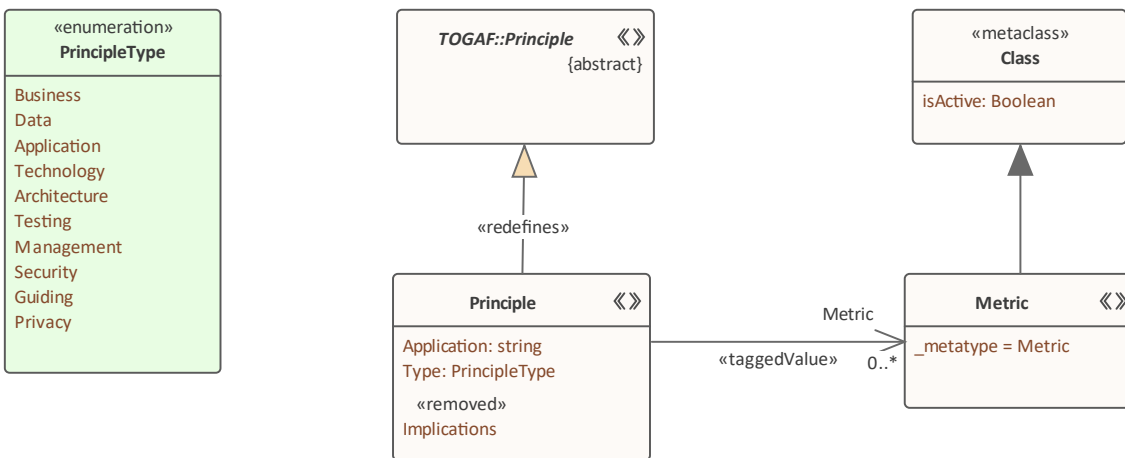 «enumeration»
PrincipleType
Business
Data
Application
Technology
Architecture
Testing
Management
Security
Guiding
Privacy
TOGAF::Principle
{abstract}
«metaclass»
Class
isActive: Boolean
«redefines»
Principle
Application: string
Type: PrincipleType
«removed»
Implications
Metric
«taggedValue»
0..*
Metric
_metatype = Metric